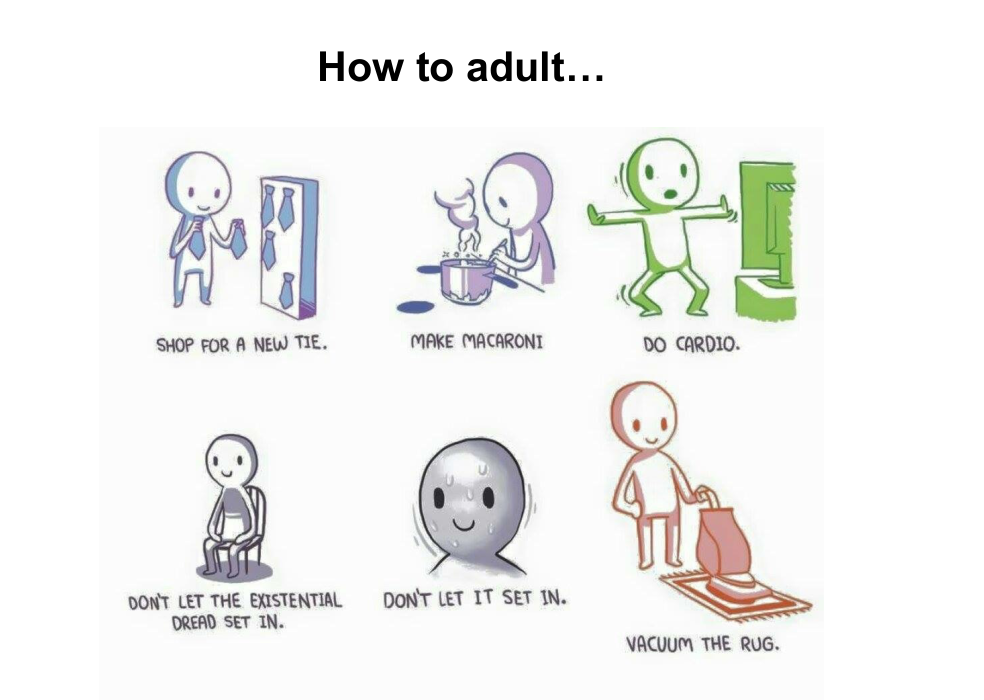 How to adult…
SHOP FOR A NEW TIE.
MAKE MACARONI
DO CARDIO.
DON'T LET THE EXISTENTIAL
DREAD SET IN.
DON'T LET IT SET IN.
VACUUM THE RUG.